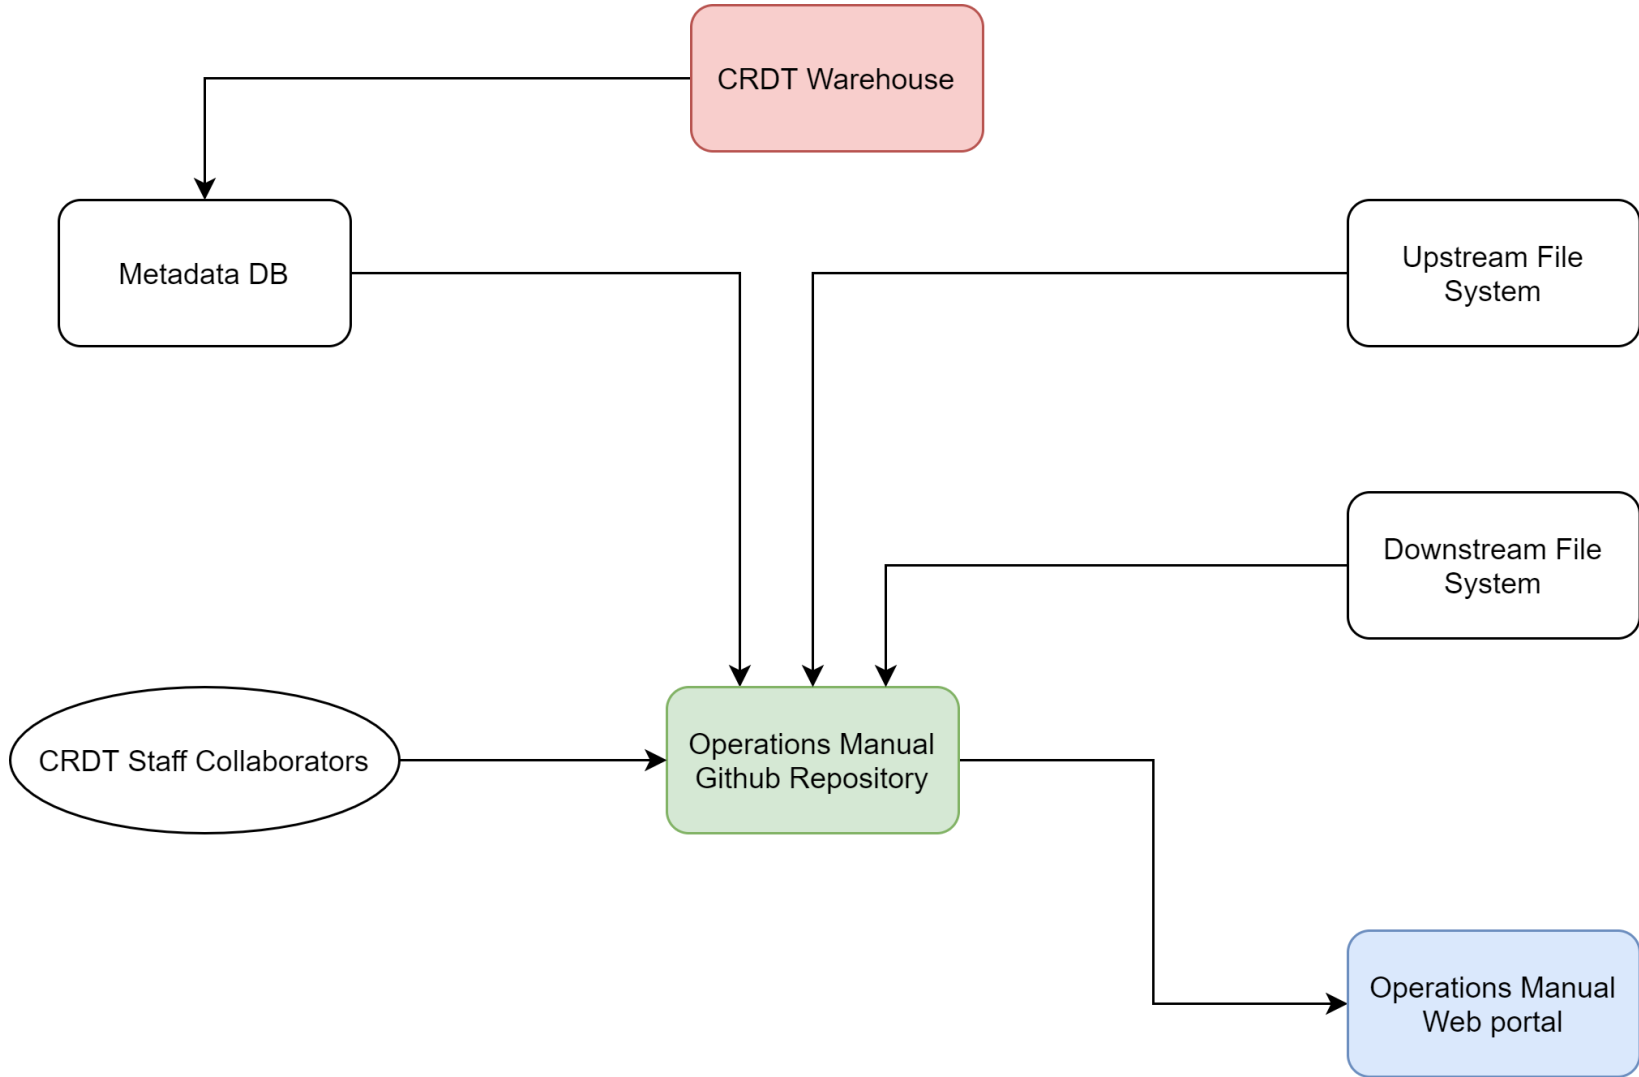 CRDT Warehouse
Metadata DB
Upstream File
System
Downstream File
System
CRDT Staff Collaborators
Operations Manual
Github Repository
Operations Manual
Web portal